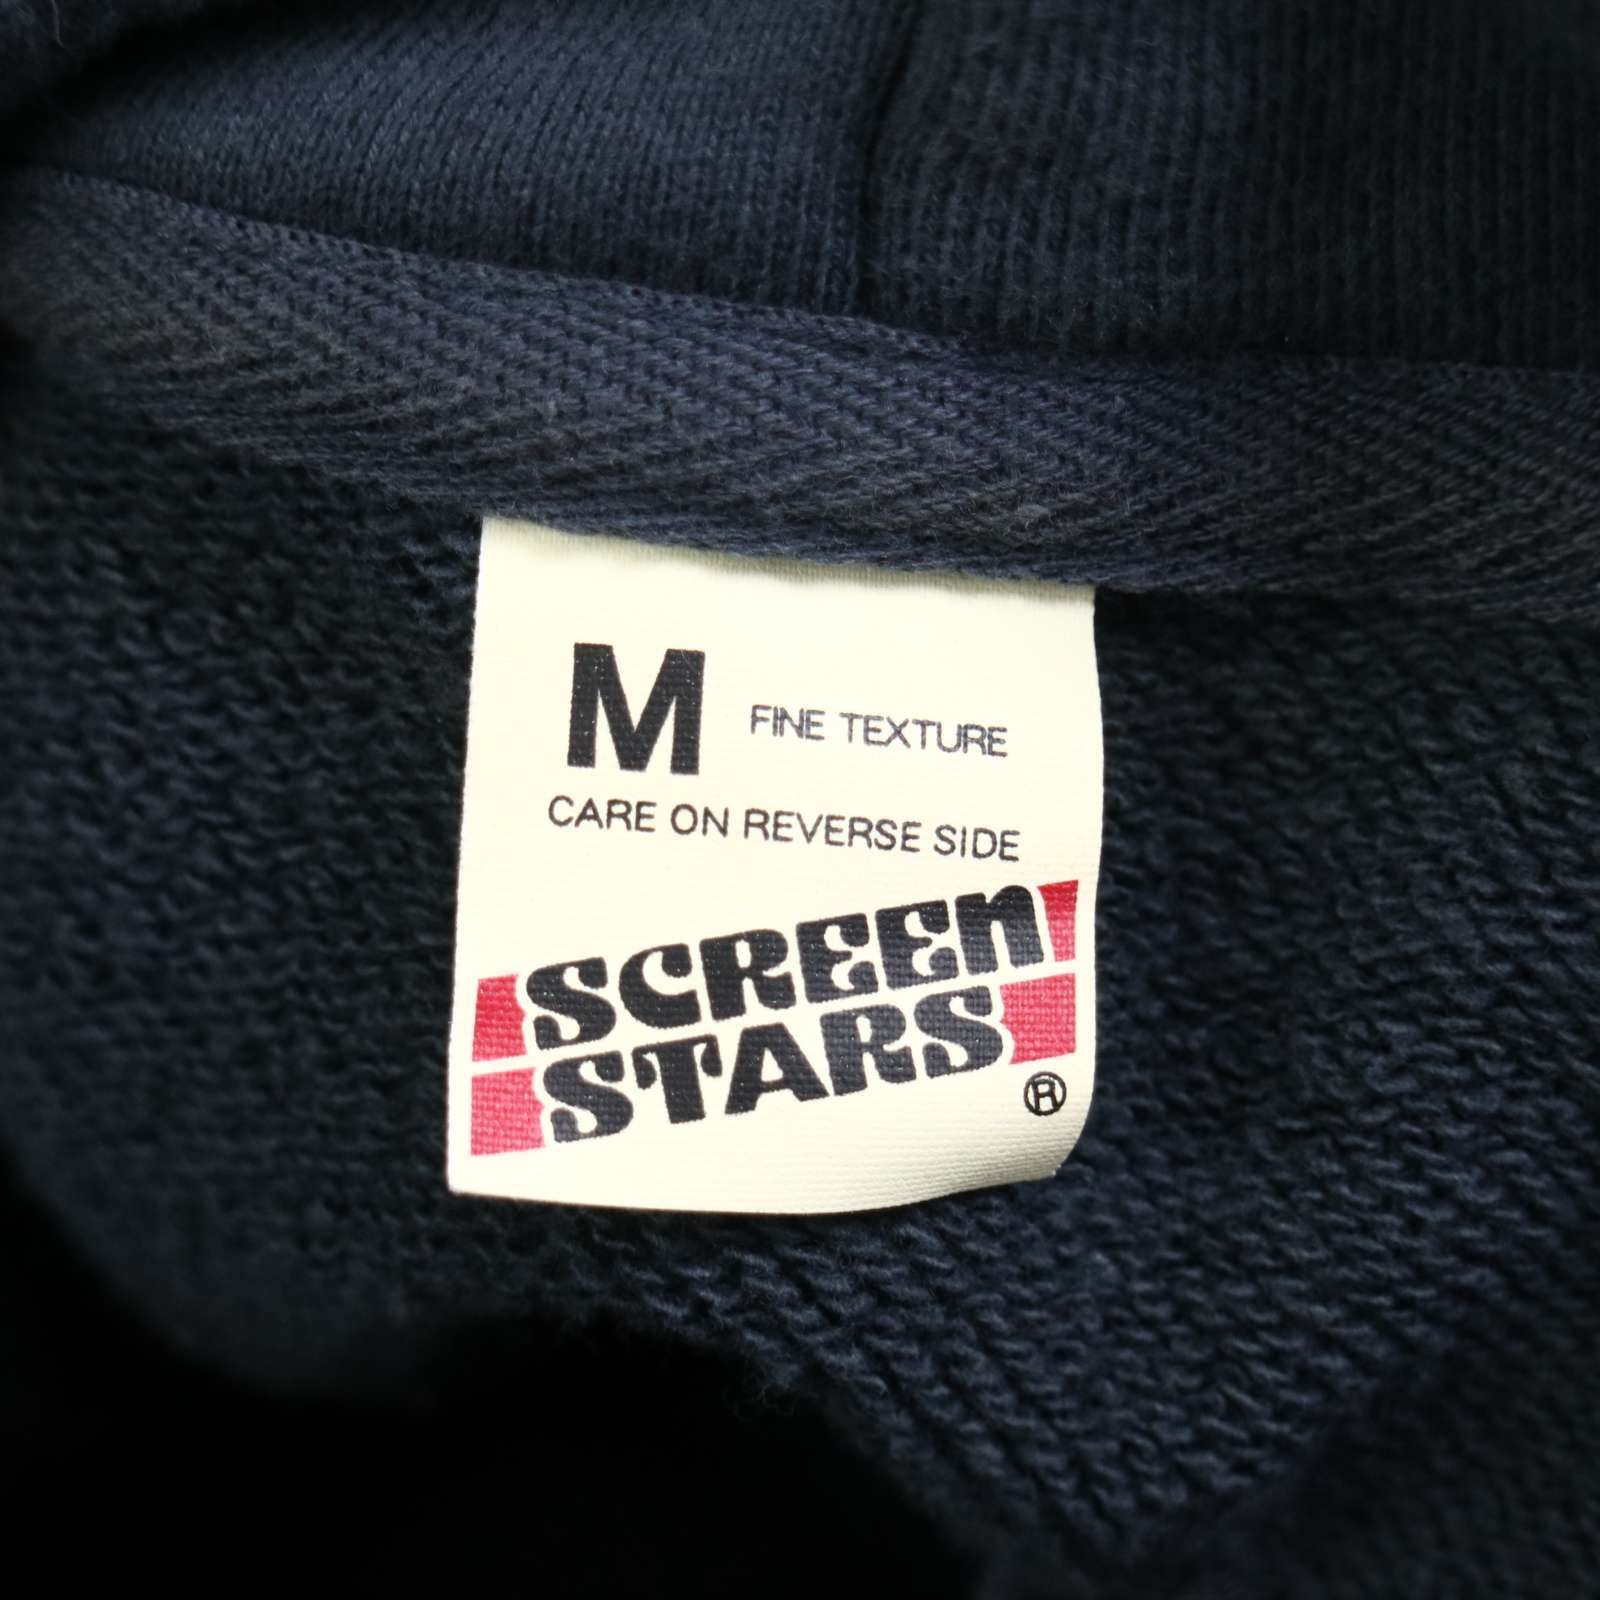 M FINE TEXTURE
CARE ON REVERSE SIDE
SCREEN
STARS
®